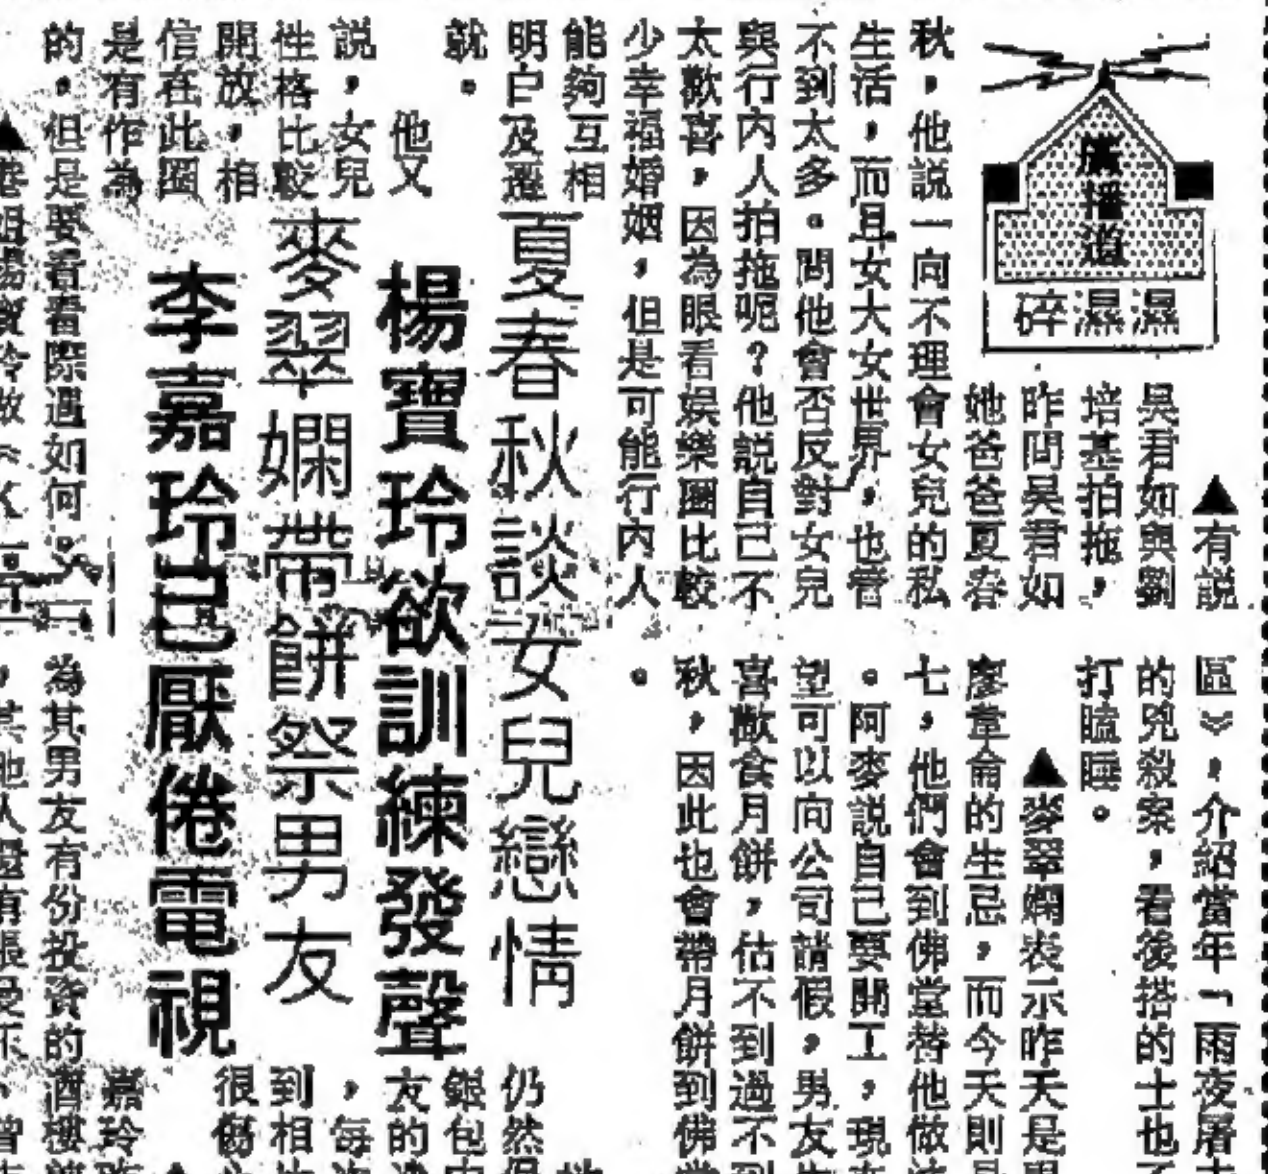 廣播道
濕濕碎
▲有説
吳君如與劉
培基拍拖，
昨問吳君如
她爸爸夏春
秋，他説一向不理會女兒的私
生活，而且女大女世界，也管
不到太多。問他會否反對女兒
與行內人拍拖呢？他説自己不
太歡喜，因為眼看娛樂圈比較
少幸福婚姻，但是可能行內人
能夠互相
明白及遷
就。
他又
説，女兒
性格比較
開放，相
信在此圈
是有作為
的，但是要看看際遇如何。
夏春秋談女兒戀情
楊寶玲欲訓練發聲
麥翠嫻帶餅祭男友
李嘉玲已厭倦電視
區》，介紹當年「雨夜屠
的兇殺案，看後搭的士也
打瞌睡。
▲麥翠嫻表示昨天是
廖韋侖的生忌，而今天則
七，他們會到佛堂替他做
。阿麥説自己要開工，現
望可以向公司請假，男友
喜歡食月餅，估不到過不
秋，因此也會帶月餅到佛
。
仍然
銀包
友的
，每
到相
很傷
嘉玲
為其男友有份投資的酒樓